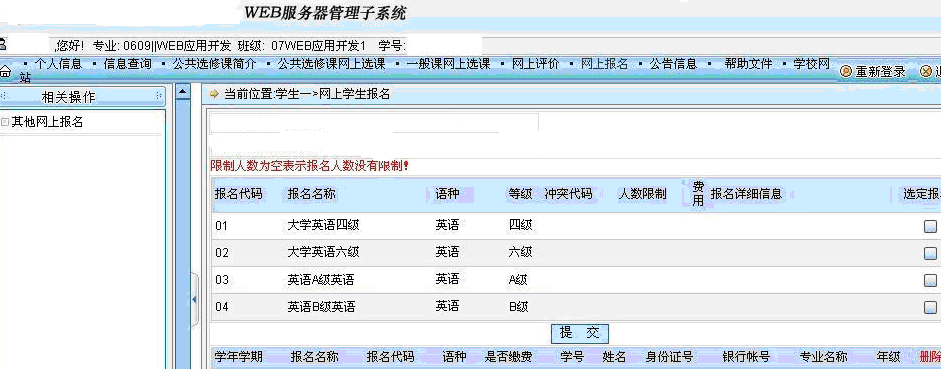 WEB服务器管理子系统
,您好! 专业: 0609||WEB应用开发 班级: 07WEB应用开发1 学号:
· 个人信息 · 信息查询 · 公共选修课简介 · 公共选修课网上选课 · 一般课网上选课 · 网上评价 · 网上报名 · 公告信息 · 帮助文件 · 学校网站
重新登录
相关操作
当前位置:学生—>网上学生报名
其他网上报名
限制人数为空表示报名人数没有限制!
报名代码 报名名称 语种 等级 冲突代码 人数限制 费用 报名详细信息 选定报
01 大学英语四级 英语 四级
02 大学英语六级 英语 六级
03 英语A级英语 英语 A级
04 英语B级英语 英语 B级
提 交
学年学期 报名名称 报名代码 语种 是否缴费 学号 姓名 身份证号 银行帐号 专业名称 年级 删除